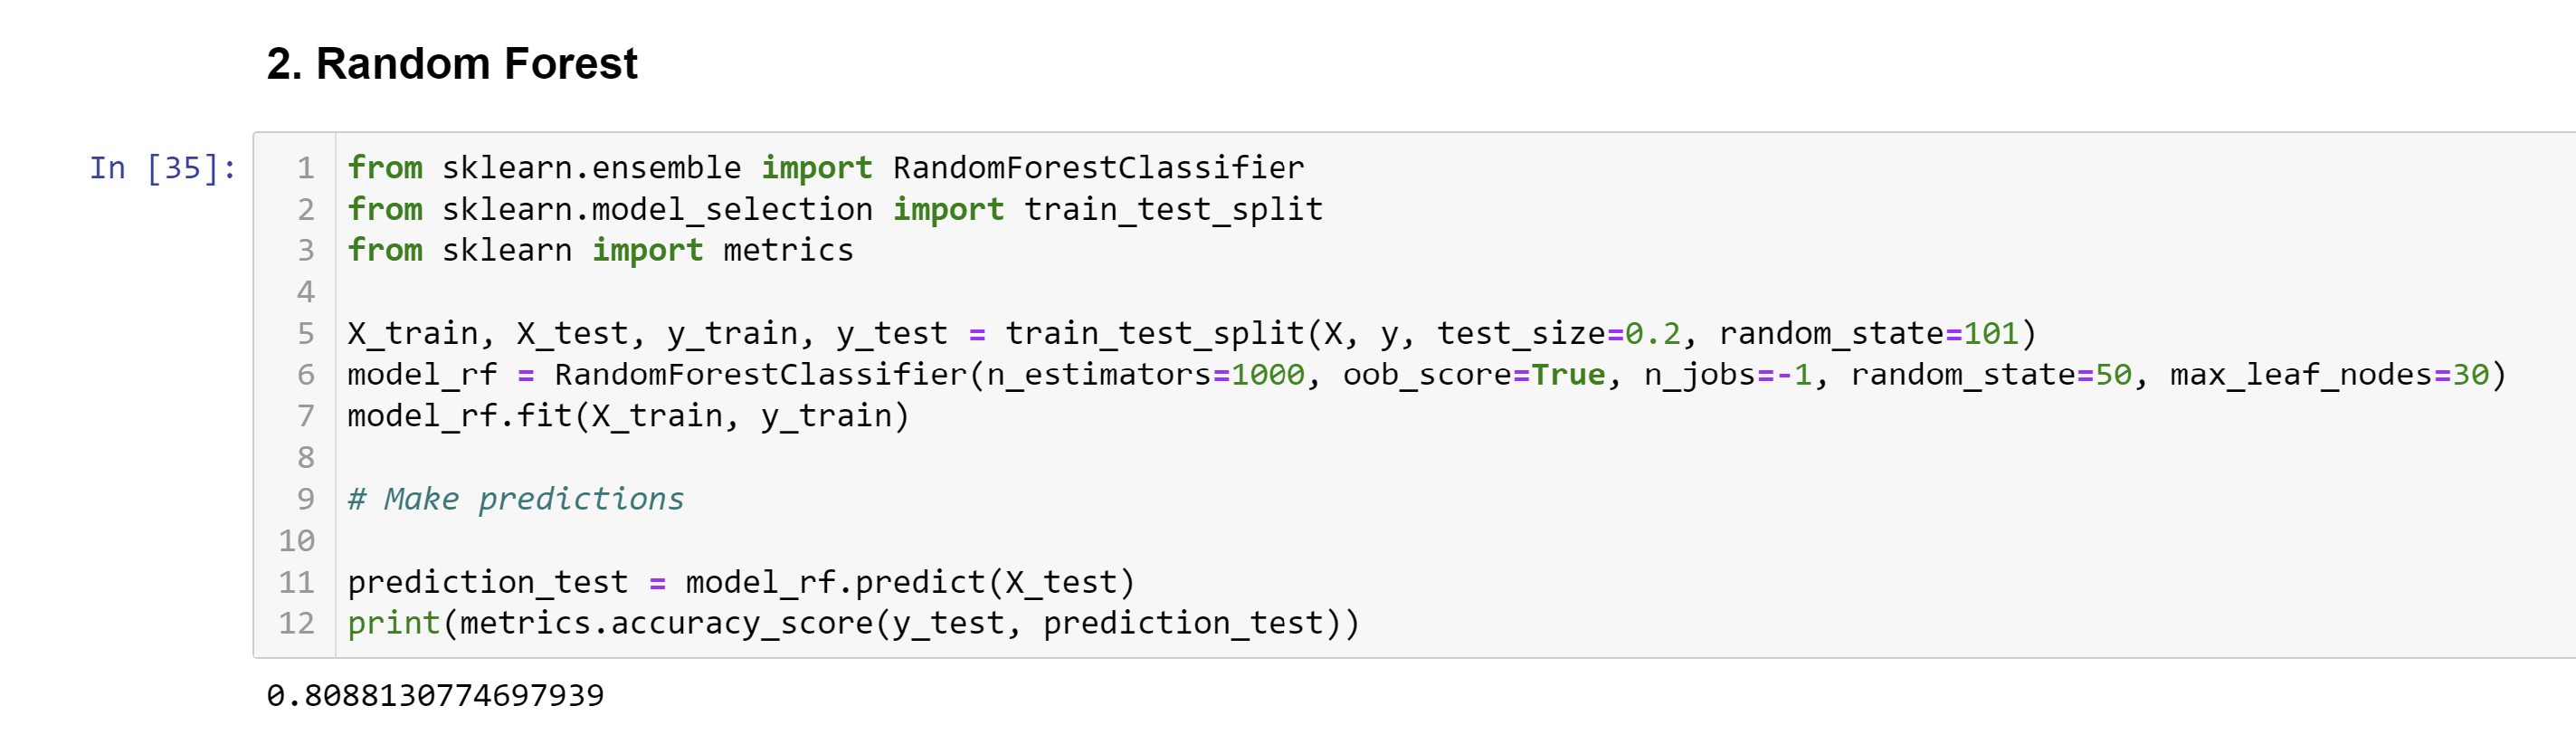 2. Random Forest
In [35]:
1 from sklearn.ensemble import RandomForestClassifier
2 from sklearn.model_selection import train_test_split
3 from sklearn import metrics
4
5 X_train, X_test, y_train, y_test = train_test_split(X, y, test_size=0.2, random_state=101)
6 model_rf = RandomForestClassifier(n_estimators=1000, oob_score=True, n_jobs=-1, random_state=50, max_leaf_nodes=30)
7 model_rf.fit(X_train, y_train)
8
9 # Make predictions
10
11 prediction_test = model_rf.predict(X_test)
12 print(metrics.accuracy_score(y_test, prediction_test))
0.8088130774697939